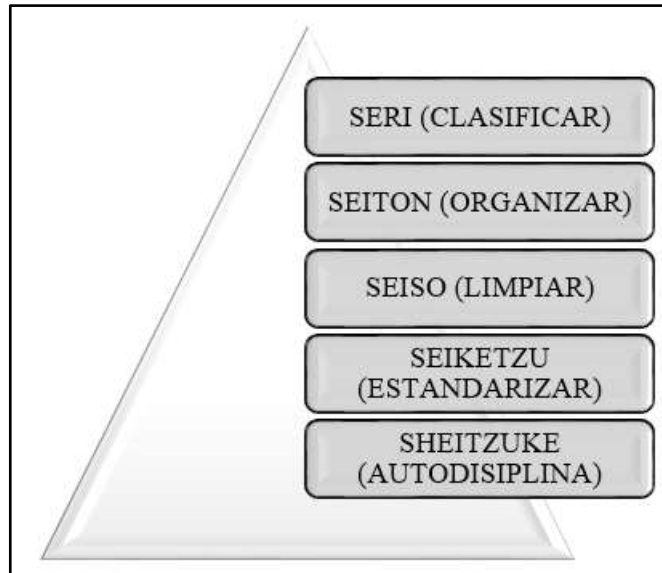 SERI (CLASIFICAR)
SEITON (ORGANIZAR)
SEISO (LIMPIAR)
SEIKETZU
(ESTANDARIZAR)
SHEITZUKE
(AUTODISIPLINA)